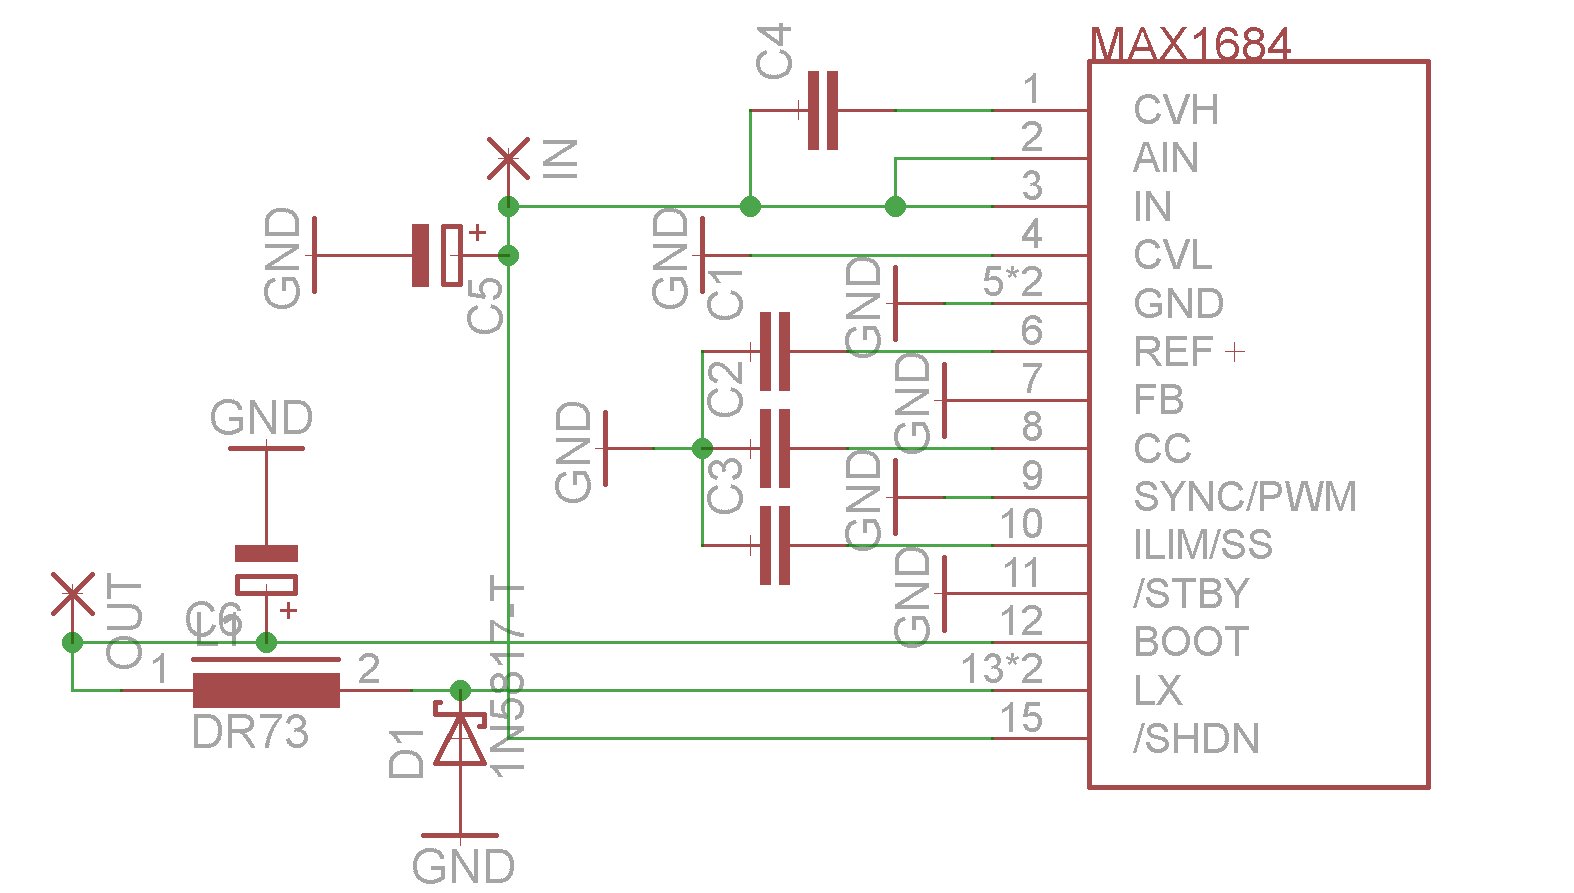 MAX1684
C4
1
CVH
2
AIN
IN
3
IN
GND
+
C5
GND
4
CVL
C1
GND
5*2
GND
6
REF
C2
GND
7
FB
GND
GND
8
CC
C3
GND
9
SYNC/PWM
10
ILIM/SS
GND
11
/STBY
OUT
C6
L1
+
12
BOOT
1
2
13*2
LX
DR73
D1
1N5817-T
15
/SHDN
GND